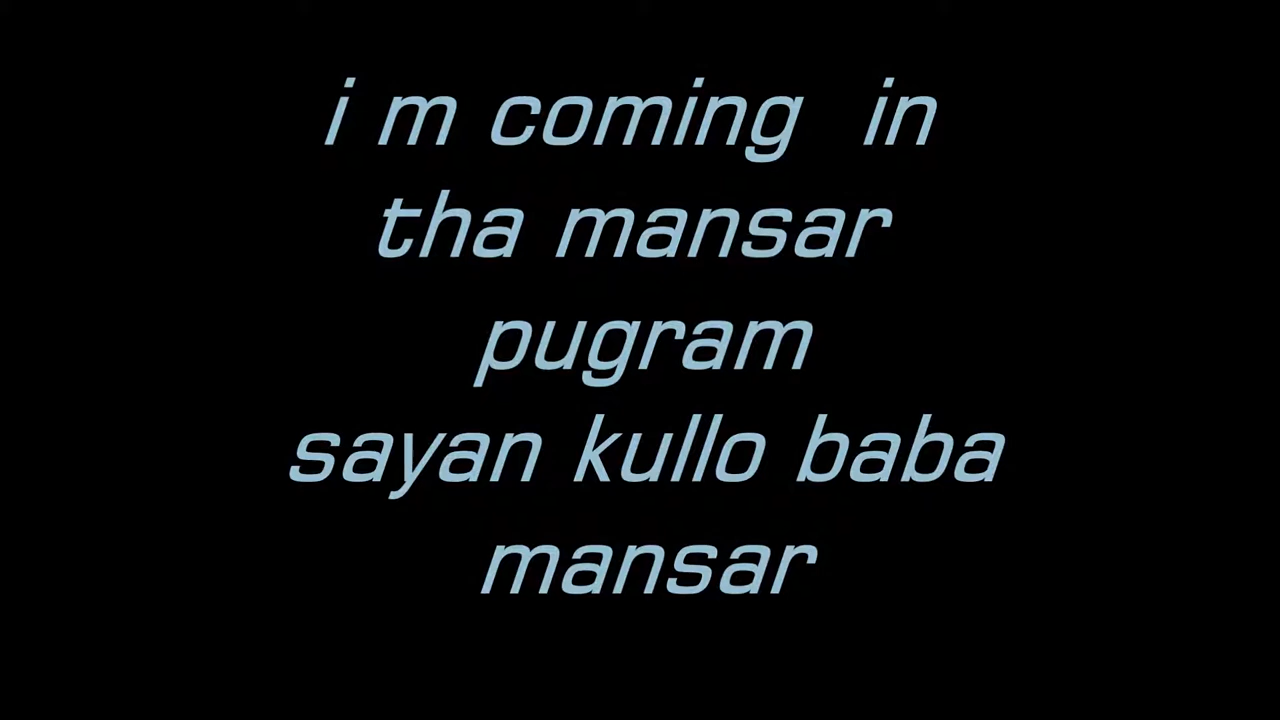 i m coming  in
tha mansar
pugram
sayan kullo baba
mansar